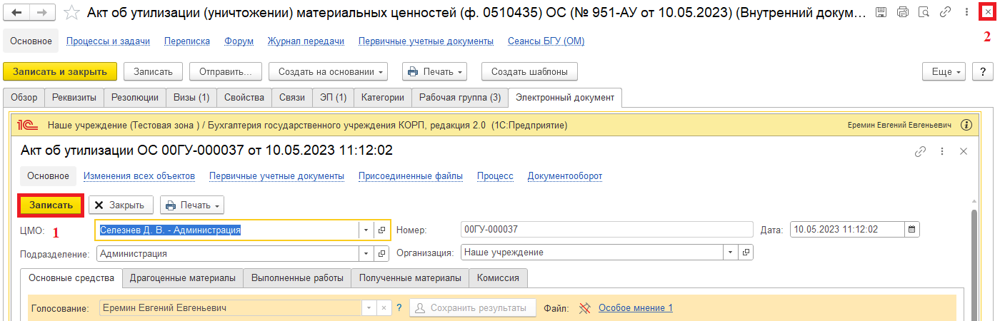 Акт об утилизации (уничтожении) материальных ценностей (ф. 0510435) ОС (№ 951-АУ от 10.05.2023) (Внутренний докум...
2
Основное Процессы и задачи Переписка Форум Журнал передачи Первичные учетные документы Сеансы БГУ (ОМ)
Записать и закрыть Записать Отправить... Создать на основании Печать Создать шаблоны Еще ?
Обзор Реквизиты Резолюции Визы (1) Свойства Связи ЭП (1) Категории Рабочая группа (3) Электронный документ
1С Наше учреждение (Тестовая зона ) / Бухгалтерия государственного учреждения КОРП, редакция 2.0 (1С:Предприятие) Еремин Евгений Евгеньевич i
Акт об утилизации ОС 00ГУ-000037 от 10.05.2023 11:12:02
Основное Изменения всех объектов Первичные учетные документы Присоединенные файлы Процесс Документооборот
Записать Закрыть Печать
ЦМО: 1 Селезнев Д. В. - Администрация Номер: 00ГУ-000037 Дата: 10.05.2023 11:12:02
Подразделение: Администрация Организация: Наше учреждение
Основные средства Драгоценные материалы Выполненные работы Полученные материалы Комиссия
Голосование: Еремин Евгений Евгеньевич ? Сохранить результаты Файл: Особое мнение 1